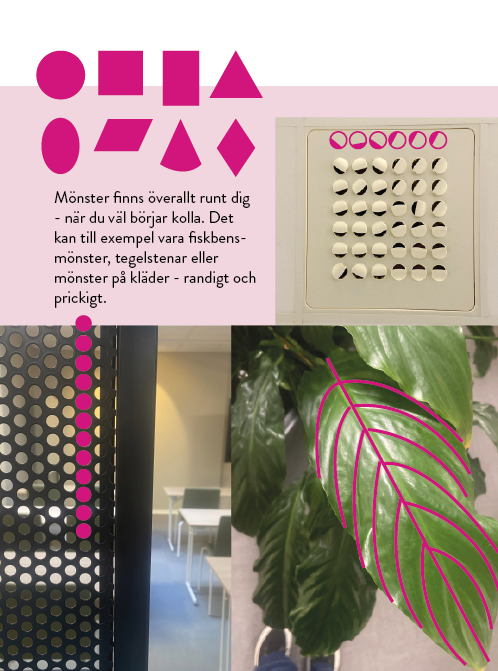 Mönster finns överallt runt dig
- när du väl börjar kolla. Det
kan till exempel vara fiskbens-
mönster, tegelstenar eller
mönster på kläder - randigt och
prickigt.